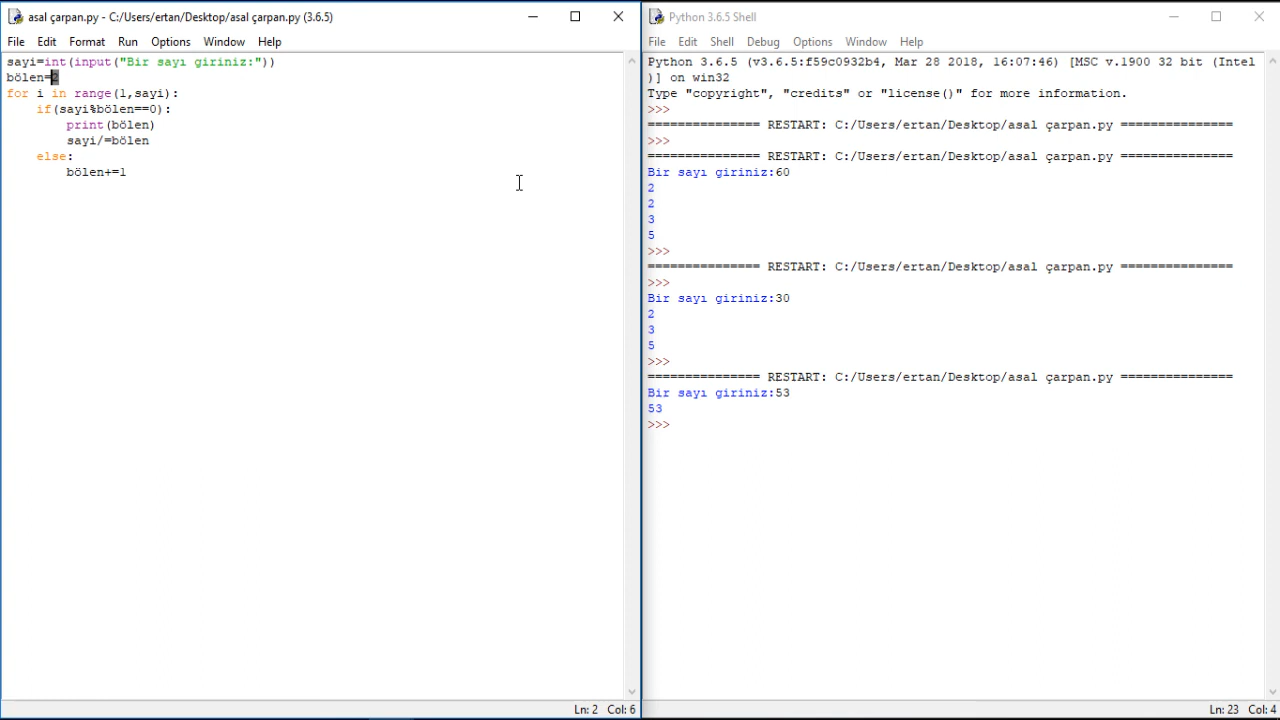 asal çarpan.py - C:/Users/ertan/Desktop/asal çarpan.py (3.6.5)
File Edit Format Run Options Window Help
sayi=int(input("Bir sayı giriniz:"))
bölen=2
for i in range(1,sayi):
    if(sayi%bölen==0):
        print(bölen)
        sayi/=bölen
    else:
        bölen+=1
Ln: 2 Col: 6
Python 3.6.5 Shell
File Edit Shell Debug Options Window Help
Python 3.6.5 (v3.6.5:f59c0932b4, Mar 28 2018, 16:07:46) [MSC v.1900 32 bit (Intel
)] on win32
Type "copyright", "credits" or "license()" for more information.
>>>
=============== RESTART: C:/Users/ertan/Desktop/asal çarpan.py ===============
>>>
=============== RESTART: C:/Users/ertan/Desktop/asal çarpan.py ===============
Bir sayı giriniz:60
2
2
3
5
>>>
=============== RESTART: C:/Users/ertan/Desktop/asal çarpan.py ===============
>>>
Bir sayı giriniz:30
2
3
5
>>>
=============== RESTART: C:/Users/ertan/Desktop/asal çarpan.py ===============
Bir sayı giriniz:53
53
>>>
Ln: 23 Col: 4